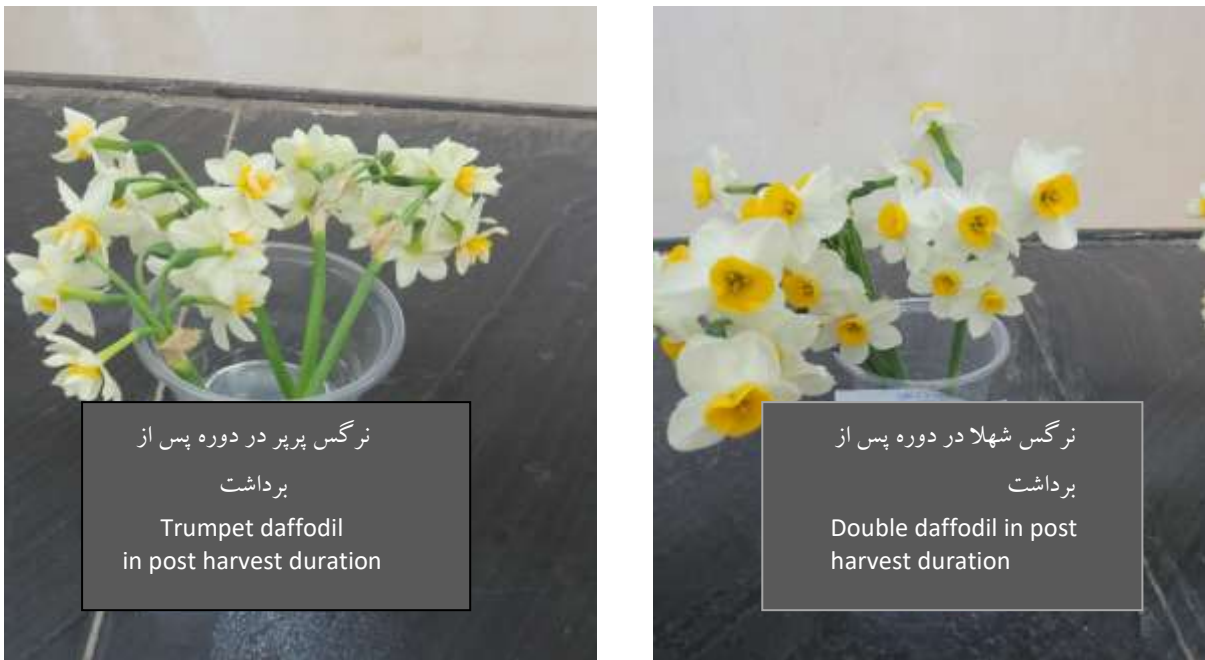 نرگس پرپر در دوره پس از
برداشت
Trumpet daffodil
in post harvest duration
نرگس شهلا در دوره پس از
برداشت
Double daffodil in post
harvest duration